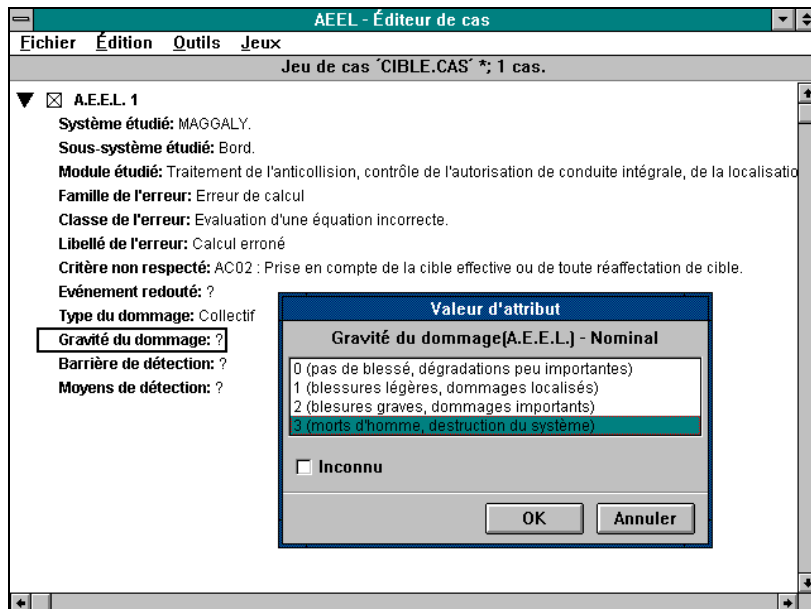 AEEL - Éditeur de cas
Fichier Édition Outils Jeux
Jeu de cas ´CIBLE.CAS´ *; 1 cas.
A.E.E.L. 1
Système étudié: MAGGALY.
Sous-système étudié: Bord.
Module étudié: Traitement de l'anticollision, contrôle de l'autorisation de conduite intégrale, de la localisatio
Famille de l'erreur: Erreur de calcul
Classe de l'erreur: Evaluation d'une équation incorrecte.
Libellé de l'erreur: Calcul erroné
Critère non respecté: AC02 : Prise en compte de la cible effective ou de toute réaffectation de cible.
Evénement redouté: ?
Type du dommage: Collectif
Gravité du dommage: ?
Barrière de détection: ?
Moyens de détection: ?
Valeur d'attribut
Gravité du dommage(A.E.E.L.) - Nominal
0 (pas de blessé, dégradations peu importantes)
1 (blessures légères, dommages localisés)
2 (blesures graves, dommages importants)
3 (morts d'homme, destruction du système)
Inconnu
OK Annuler